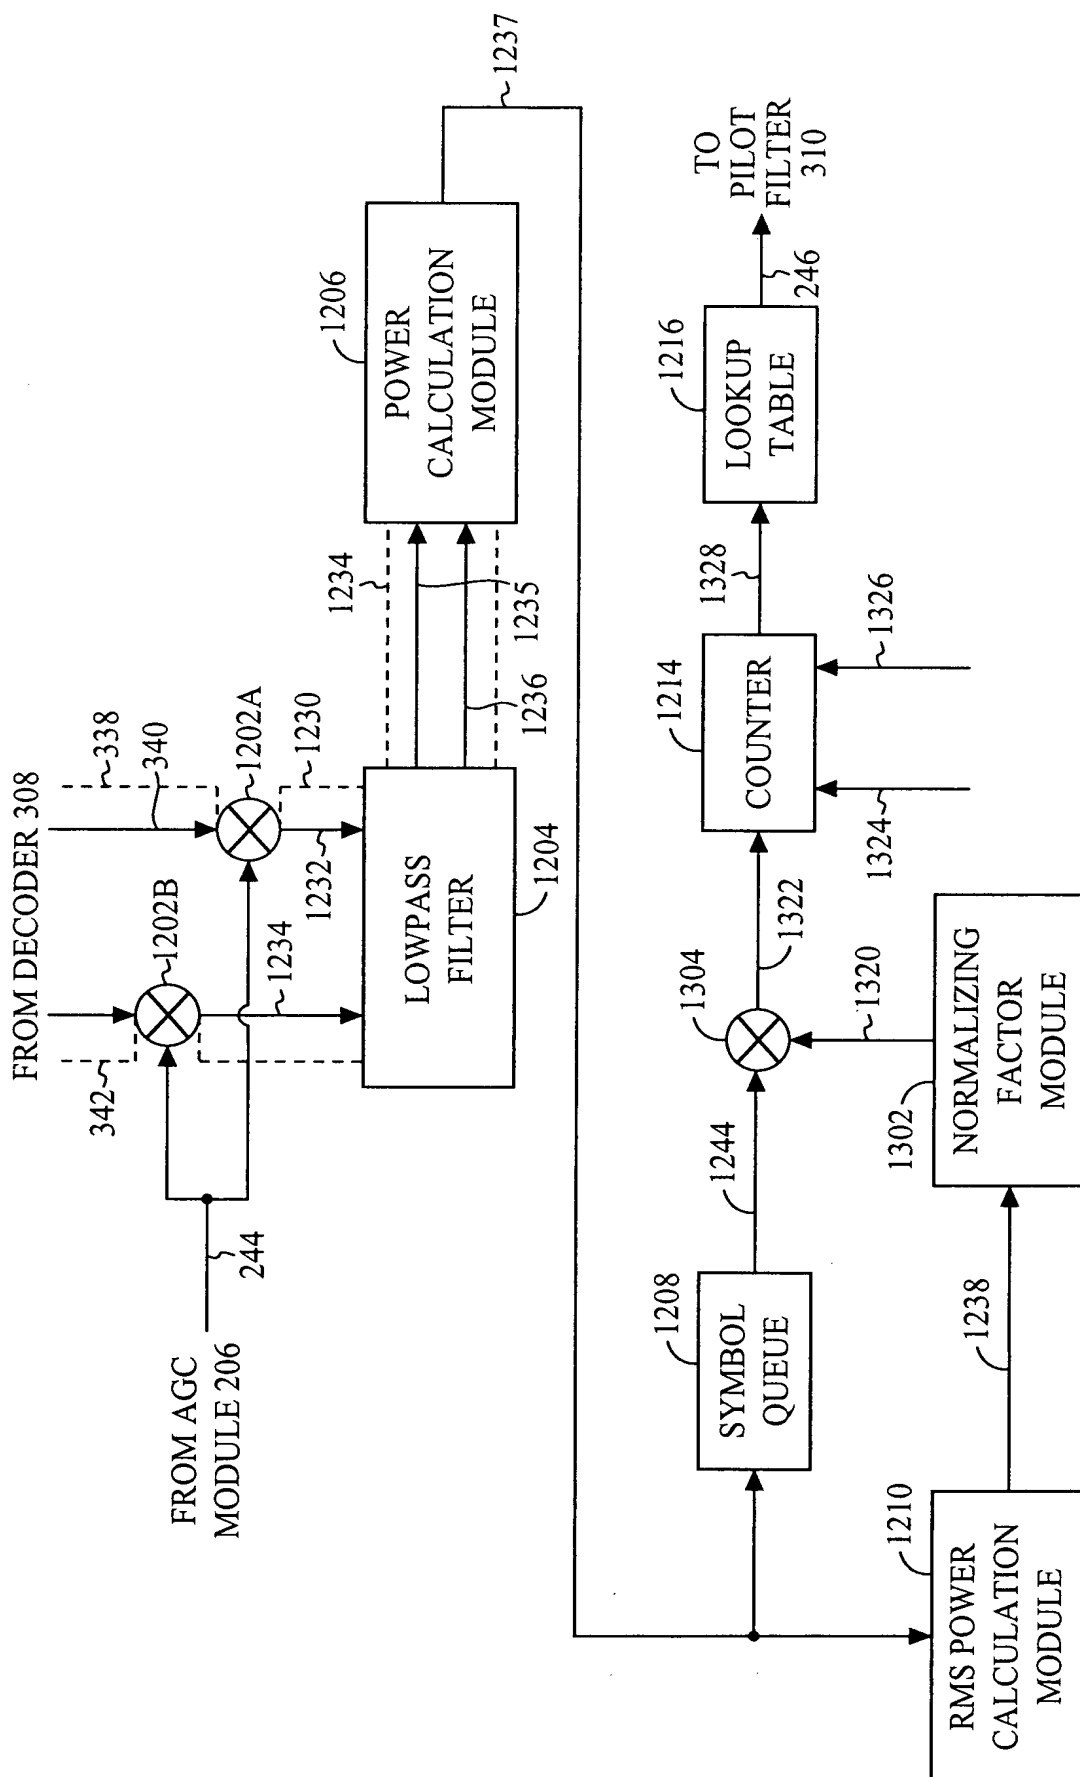 FROM DECODER 308
338
340
342
1202B
1202A
1230
1232
1234
FROM AGC
MODULE 206
244
LOWPASS
FILTER
1204
1234
1235
1236
POWER
CALCULATION
MODULE
1206
1237
RMS POWER
CALCULATION
MODULE
1210
SYMBOL
QUEUE
1208
1244
1238
1304
1320
NORMALIZING
FACTOR
MODULE
1302
1322
COUNTER
1214
1324
1326
1328
LOOKUP
TABLE
1216
246
TO
PILOT
FILTER
310